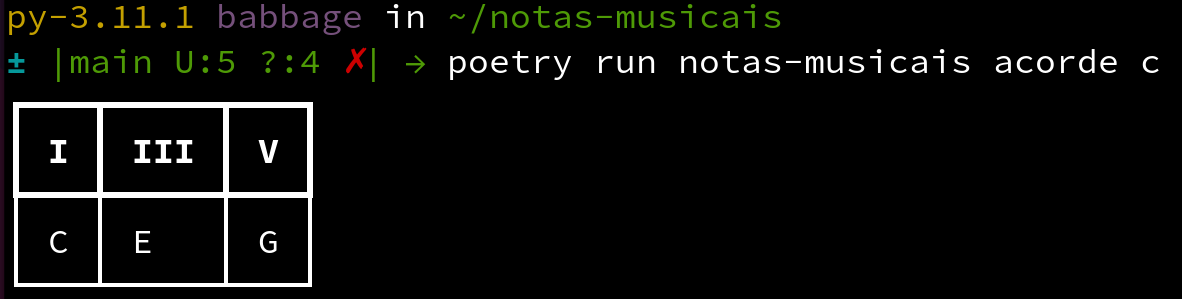 py-3.11.1 babbage in ~/notas-musicais
± |main U:5 ?:4 ✗| → poetry run notas-musicais acorde c
I III V
C E G